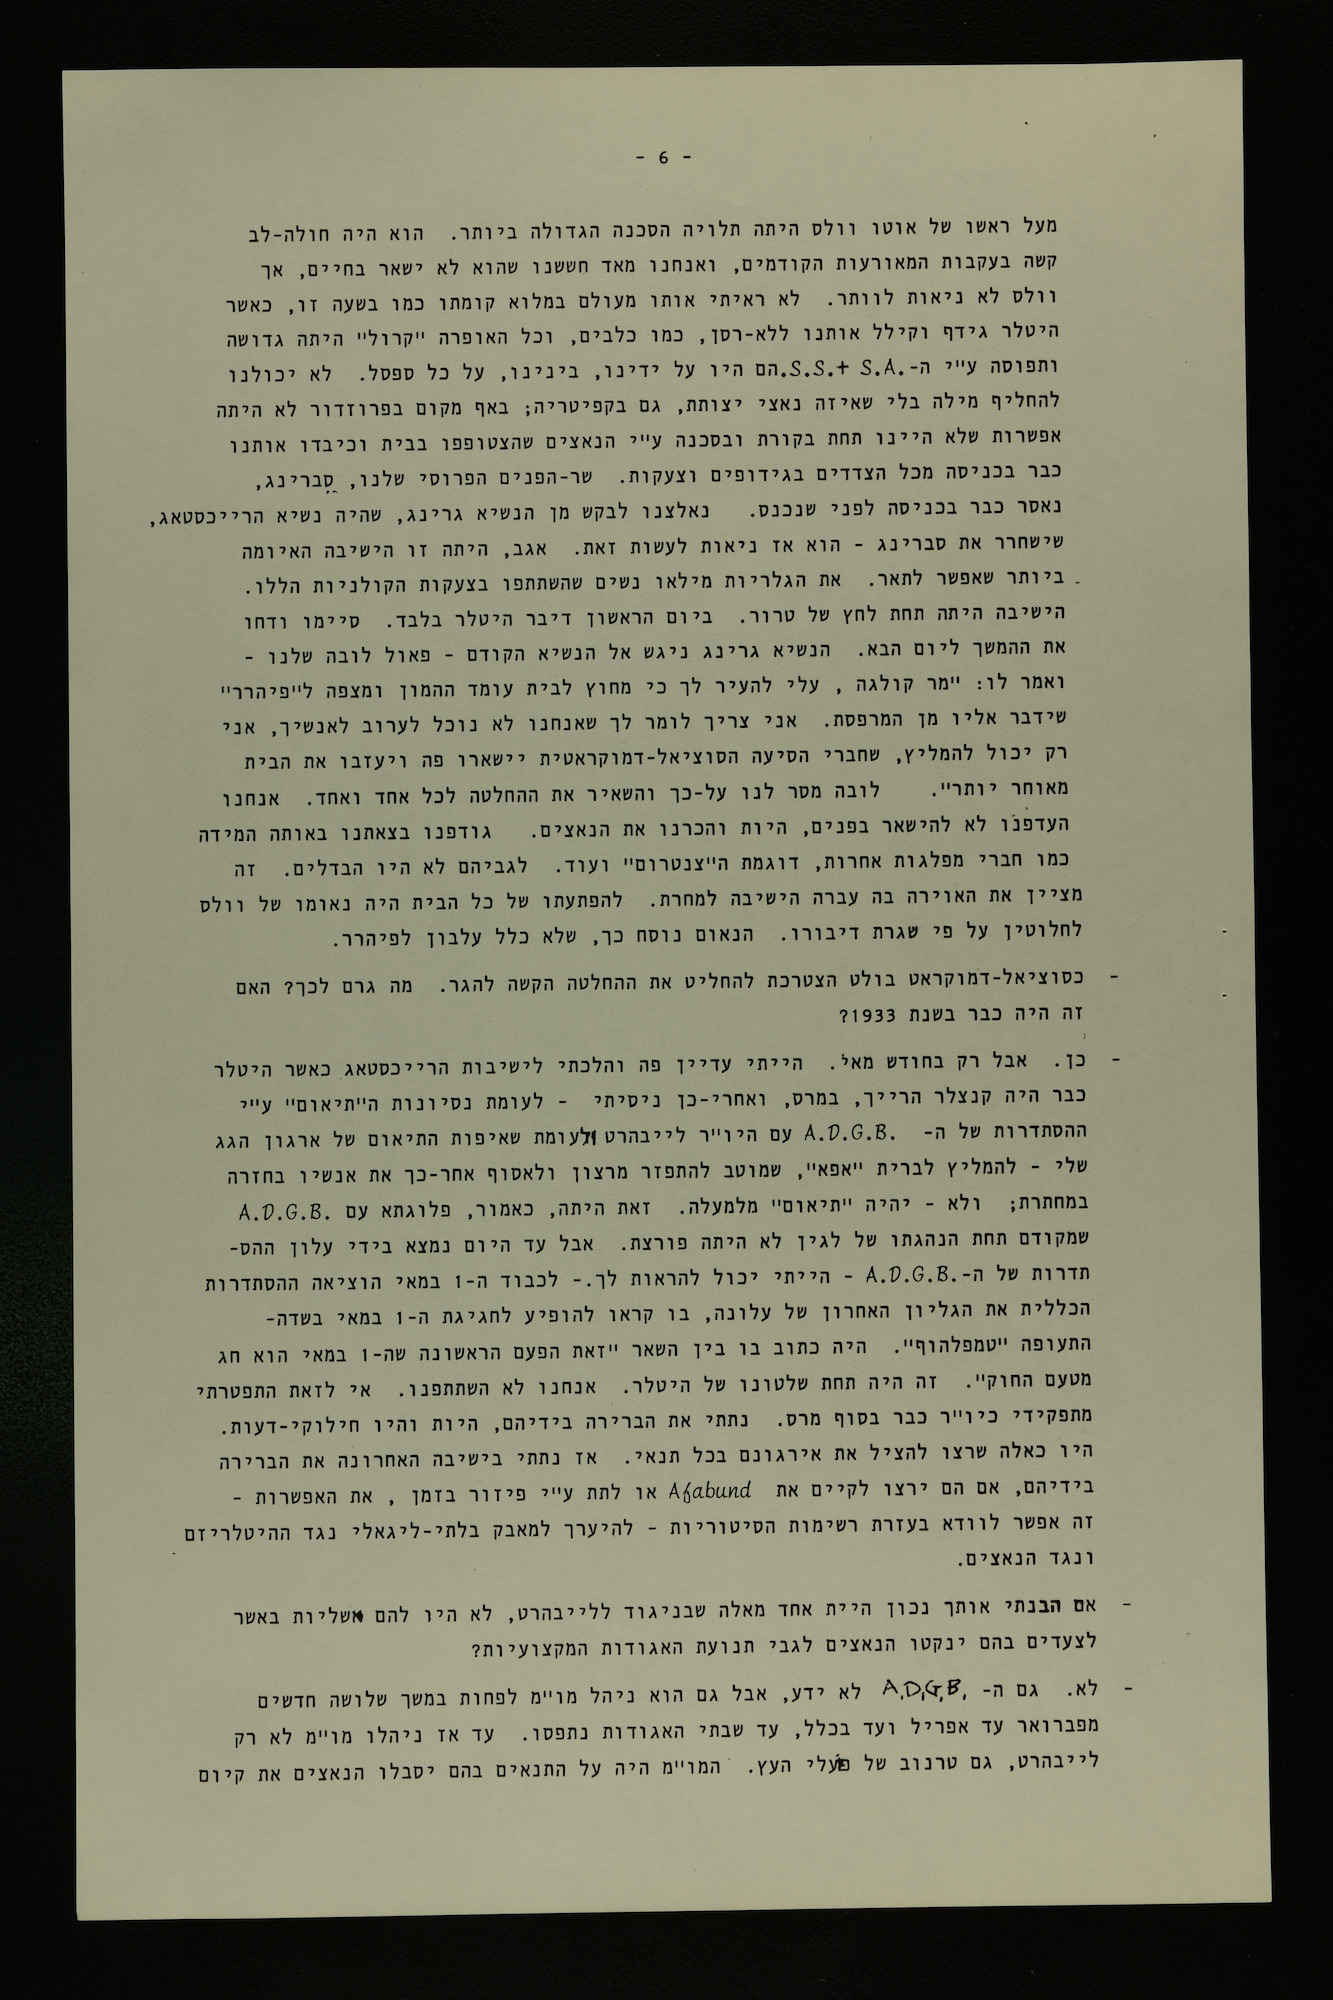 - 6 -
מעל ראשו של אוטו וולס היתה תלויה הסכנה הגדולה ביותר. הוא היה חולה-לב
קשה בעקבות המאורעות הקודמים, ואנחנו מאד חששנו שהוא לא ישאר בחיים, אך
וולס לא ניאות לוותר. לא ראיתי אותו מעולם במלוא קומתו כמו בשעה זו, כאשר
היטלר גידף וקילל אותנו ללא-רסן, כמו כלבים, וכל האופרה "קרול" היתה גדושה
ותפוסה ע"י ה-.S.S.+ S.A.הם היו על ידינו, בינינו, על כל ספסל. לא יכולנו
להחליף מילה בלי שאיזה נאצי יצותת, גם בקפיטריה; באף מקום בפרוזדור לא היתה
אפשרות שלא היינו תחת בקורת ובסכנה ע"י הנאצים שהצטופפו בבית וכיבדו אותנו
כבר בכניסה מכל הצדדים בגידופים וצעקות. שר-הפנים הפרוסי שלנו, סברינג,
נאסר כבר בכניסה לפני שנכנס. נאלצנו לבקש מן הנשיא גרינג, שהיה נשיא הרייכסטאג,
שישחרר את סברינג - הוא אז ניאות לעשות זאת. אגב, היתה זו הישיבה האיומה
ביותר שאפשר לתאר. את הגלריות מילאו נשים שהשתתפו בצעקות הקולניות הללו.
הישיבה היתה תחת לחץ של טרור. ביום הראשון דיבר היטלר בלבד. סיימו ודחו
את ההמשך ליום הבא. הנשיא גרינג ניגש אל הנשיא הקודם - פאול לובה שלנו -
ואמר לו: "מר קולגה , עלי להעיר לך כי מחוץ לבית עומד ההמון ומצפה ל"פיהרר"
שידבר אליו מן המרפסת. אני צריך לומר לך שאנחנו לא נוכל לערוב לאנשיך, אני
רק יכול להמליץ, שחברי הסיעה הסוציאל-דמוקראטית יישארו פה ויעזבו את הבית
מאוחר יותר". לובה מסר לנו על-כך והשאיר את ההחלטה לכל אחד ואחד. אנחנו
העדפנו לא להישאר בפנים, היות והכרנו את הנאצים. גודפנו בצאתנו באותה המידה
כמו חברי מפלגות אחרות, דוגמת ה"צנטרום" ועוד. לגביהם לא היו הבדלים. זה
מציין את האוירה בה עברה הישיבה למחרת. להפתעתו של כל הבית היה נאומו של וולס
לחלוטין על פי שגרת דיבורו. הנאום נוסח כך, שלא כלל עלבון לפיהרר.
- כסוציאל-דמוקראט בולט הצטרכת להחליט את ההחלטה הקשה להגר. מה גרם לכך? האם
זה היה כבר בשנת 1933?
- כן. אבל רק בחודש מאי. הייתי עדיין פה והלכתי לישיבות הרייכסטאג כאשר היטלר
כבר היה קנצלר הרייך, במרס, ואחרי-כן ניסיתי - לעומת נסיונות ה"תיאום" ע"י
ההסתדרות של ה- A.D.G.B. עם היו"ר לייבהרט ולעומת שאיפות התיאום של ארגון הגג
שלי - להמליץ לברית "אפא", שמוטב להתפזר מרצון ולאסוף אחר-כך את אנשיו בחזרה
במחתרת; ולא - יהיה "תיאום" מלמעלה. זאת היתה, כאמור, פלוגתא עם A.D.G.B.
שמקודם תחת הנהגתו של לגין לא היתה פורצת. אבל עד היום נמצא בידי עלון ההס-
תדרות של ה-A.D.G.B. - הייתי יכול להראות לך.- לכבוד ה-1 במאי הוציאה ההסתדרות
הכללית את הגליון האחרון של עלונה, בו קראו להופיע לחגיגת ה-1 במאי בשדה-
התעופה "טמפלהוף". היה כתוב בו בין השאר "זאת הפעם הראשונה שה-1 במאי הוא חג
מטעם החוק". זה היה תחת שלטונו של היטלר. אנחנו לא השתתפנו. אי לזאת התפטרתי
מתפקידי כיו"ר כבר בסוף מרס. נתתי את הברירה בידיהם, היות והיו חילוקי-דעות.
היו כאלה שרצו להציל את אירגונם בכל תנאי. אז נתתי בישיבה האחרונה את הברירה
בידיהם, אם הם ירצו לקיים את Afabund או לתת ע"י פיזור בזמן , את האפשרות -
זה אפשר לוודא בעזרת רשימות הסיטוריות - להיערך למאבק בלתי-ליגאלי נגד ההיטלריזם
ונגד הנאצים.
- אם הבנתי אותך נכון היית אחד מאלה שבניגוד ללייבהרט, לא היו להם אשליות באשר
לצעדים בהם ינקטו הנאצים לגבי תנועת האגודות המקצועיות?
- לא. גם ה- A.D.G.B. לא ידע, אבל גם הוא ניהל מו"מ לפחות במשך שלושה חדשים
מפברואר עד אפריל ועד בכלל, עד שבתי האגודות נתפסו. עד אז ניהלו מו"מ לא רק
לייבהרט, גם טרנוב של פעלי העץ. המו"מ היה על התנאים בהם יסבלו הנאצים את קיום